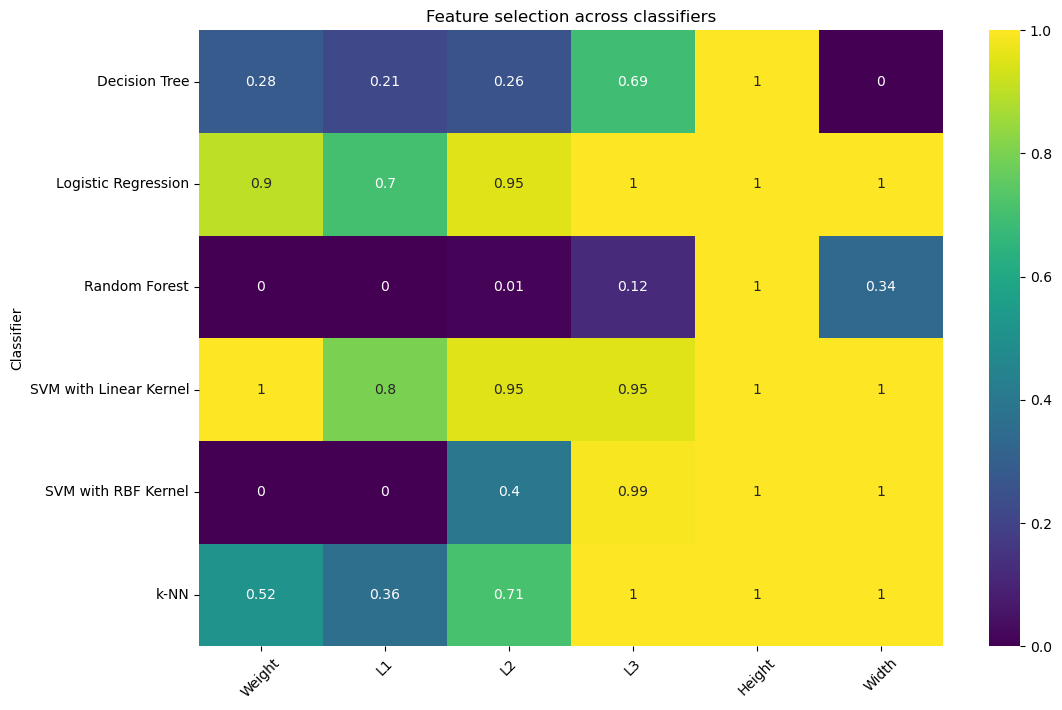 Feature selection across classifiers
Classifier
Decision Tree 0.28 0.21 0.26 0.69 1 0
Logistic Regression 0.9 0.7 0.95 1 1 1
Random Forest 0 0 0.01 0.12 1 0.34
SVM with Linear Kernel 1 0.8 0.95 0.95 1 1
SVM with RBF Kernel 0 0 0.4 0.99 1 1
k-NN 0.52 0.36 0.71 1 1 1
Weight L1 L2 L3 Height Width
1.0
0.8
0.6
0.4
0.2
0.0